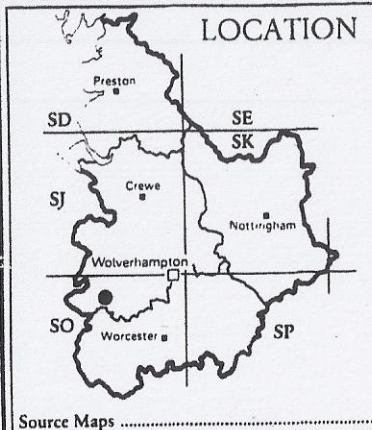 LOCATION
Preston
SD
SE
SK
SJ
Crewe
Nottingham
Wolverhampton
SO
Worcester
SP
Source Maps ................................................